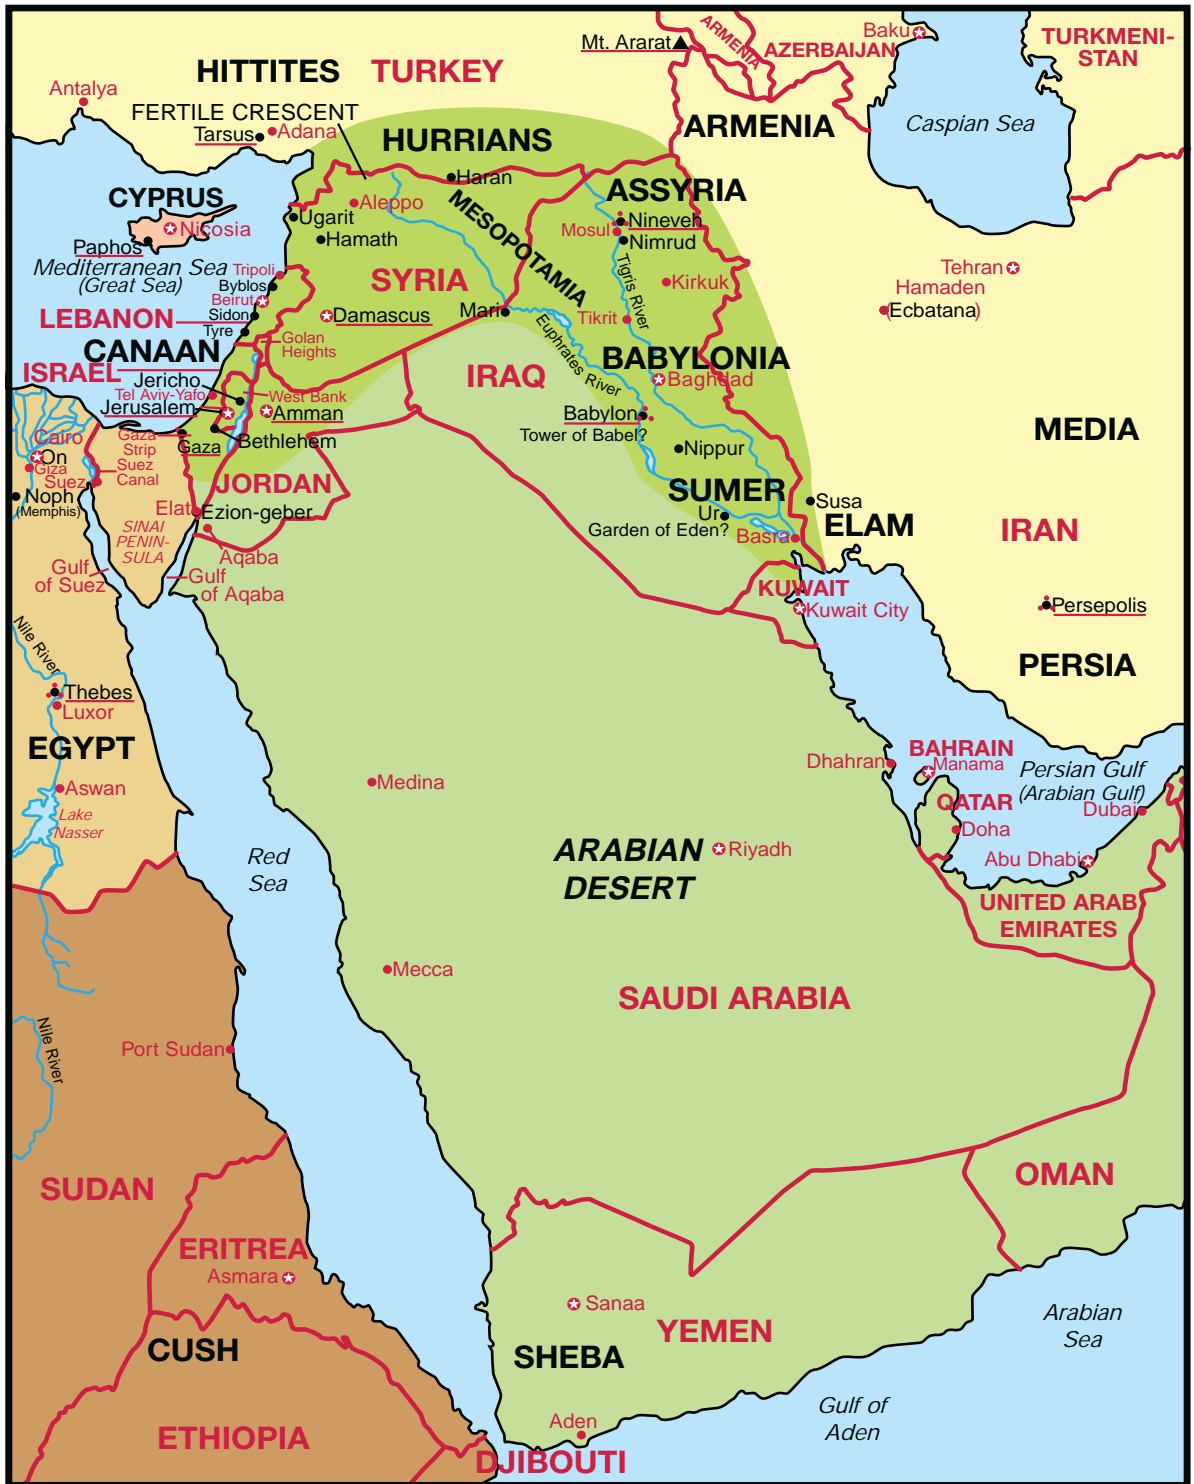 Baku
TURKMENI-
STAN
ARMENIA
AZERBAIJAN
Mt. Ararat
HITTITES
TURKEY
Antalya
FERTILE CRESCENT
Tarsus
Adana
HURRIANS
ARMENIA
Caspian Sea
CYPRUS
Haran
ASSYRIA
Aleppo
MESOPOTAMIA
Ugarit
Nineveh
Nicosia
Mosul
Hamath
Nimrud
Paphos
Mediterranean Sea
(Great Sea)
Tripoli
SYRIA
Tigris River
Kirkuk
Tehran
Hamaden
(Ecbatana)
Byblos
Beirut
Mari
LEBANON
Sidon
Damascus
Tikrit
Tyre
Golan
Heights
CANAAN
Euphrates River
BABYLONIA
ISRAEL
IRAQ
Baghdad
Jericho
Tel Aviv-Yafo
West Bank
Jerusalem
Amman
Babylon
Tower of Babel?
MEDIA
Cairo
Gaza
Strip
Gaza
Bethlehem
Nippur
On
Giza
Suez
Suez
Canal
JORDAN
SUMER
Noph
(Memphis)
Elat
Ezion-geber
Ur
Susa
ELAM
Garden of Eden?
Basra
IRAN
SINAI
PENIN-
SULA
Aqaba
Gulf
of Suez
Gulf
of Aqaba
KUWAIT
Kuwait City
Persepolis
Nile River
PERSIA
Thebes
Luxor
EGYPT
BAHRAIN
Dhahran
Manama
Persian Gulf
(Arabian Gulf)
Medina
Aswan
QATAR
Dubai
Lake
Nasser
Doha
ARABIAN
DESERT
Riyadh
Red
Sea
Abu Dhabi
UNITED ARAB
EMIRATES
Mecca
SAUDI ARABIA
Nile River
Port Sudan
OMAN
SUDAN
ERITREA
Asmara
Sanaa
YEMEN
Arabian
Sea
CUSH
SHEBA
Gulf of
Aden
Aden
ETHIOPIA
DJIBOUTI